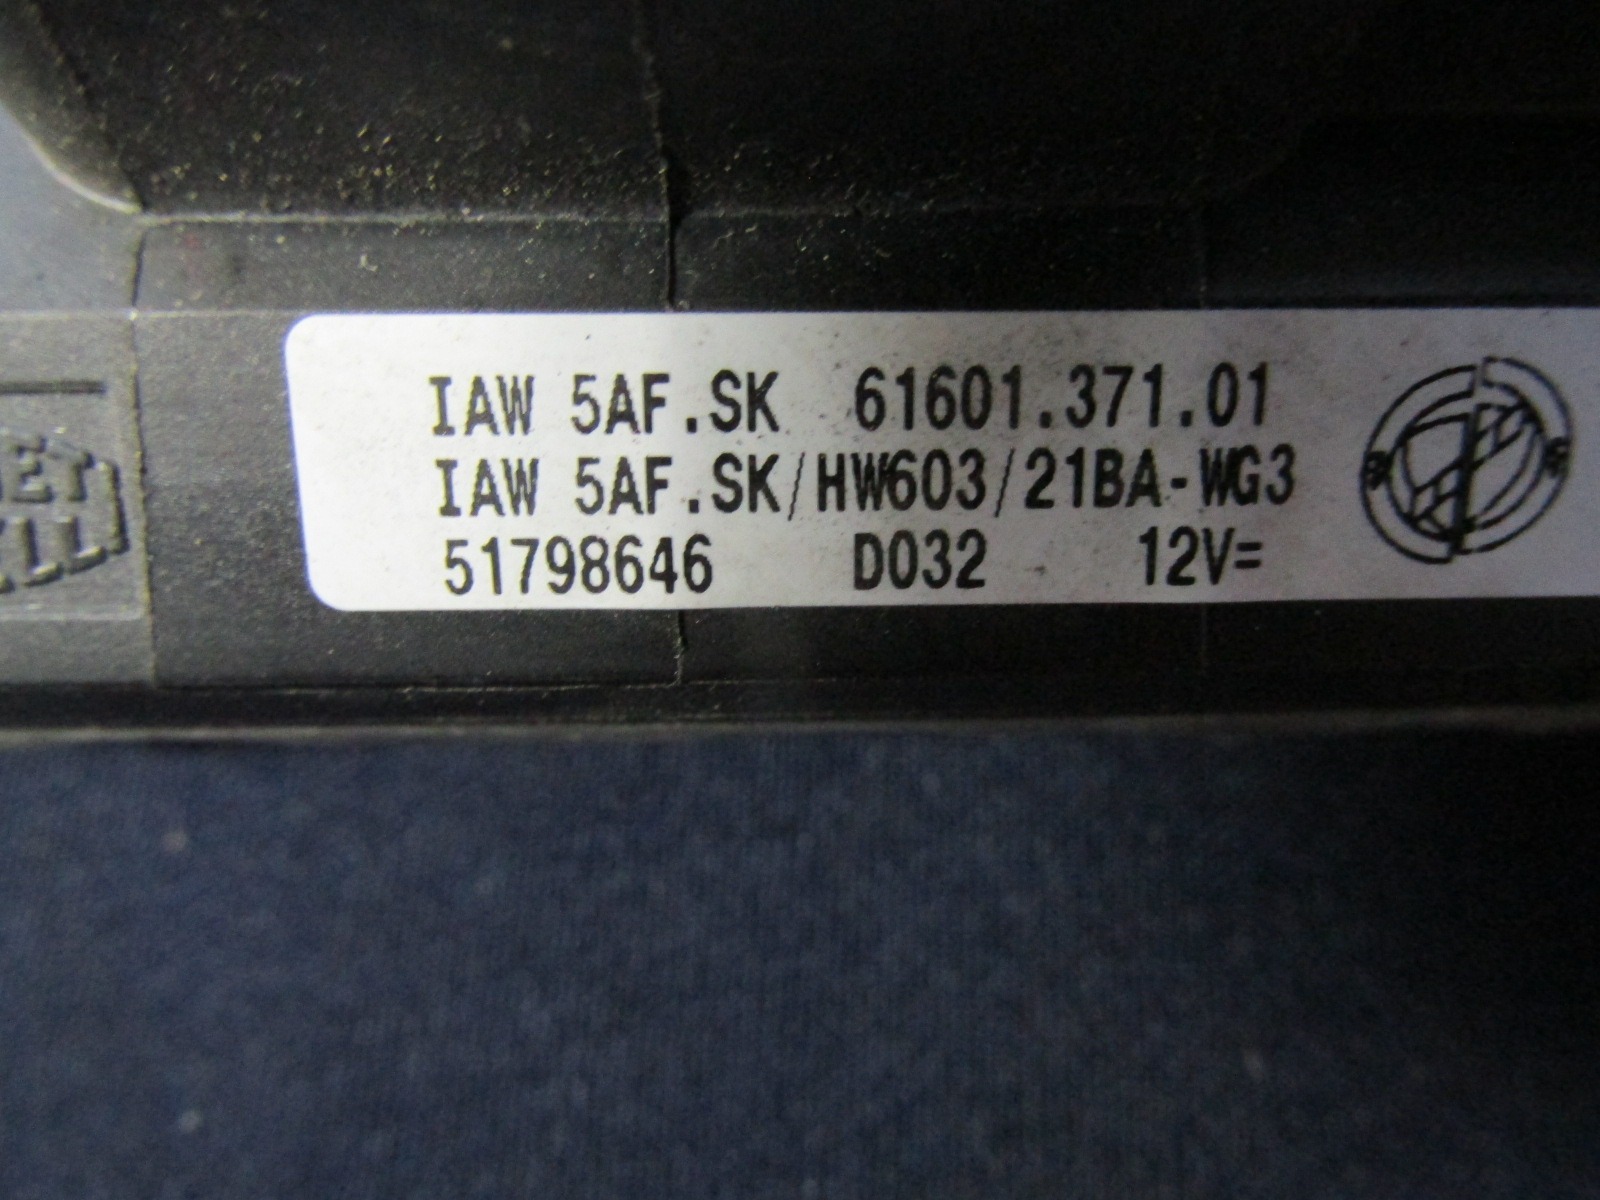 IAW 5AF.SK 61601.371.01
IAW 5AF.SK/HW603/21BA-WG3
51798646 D032 12V=